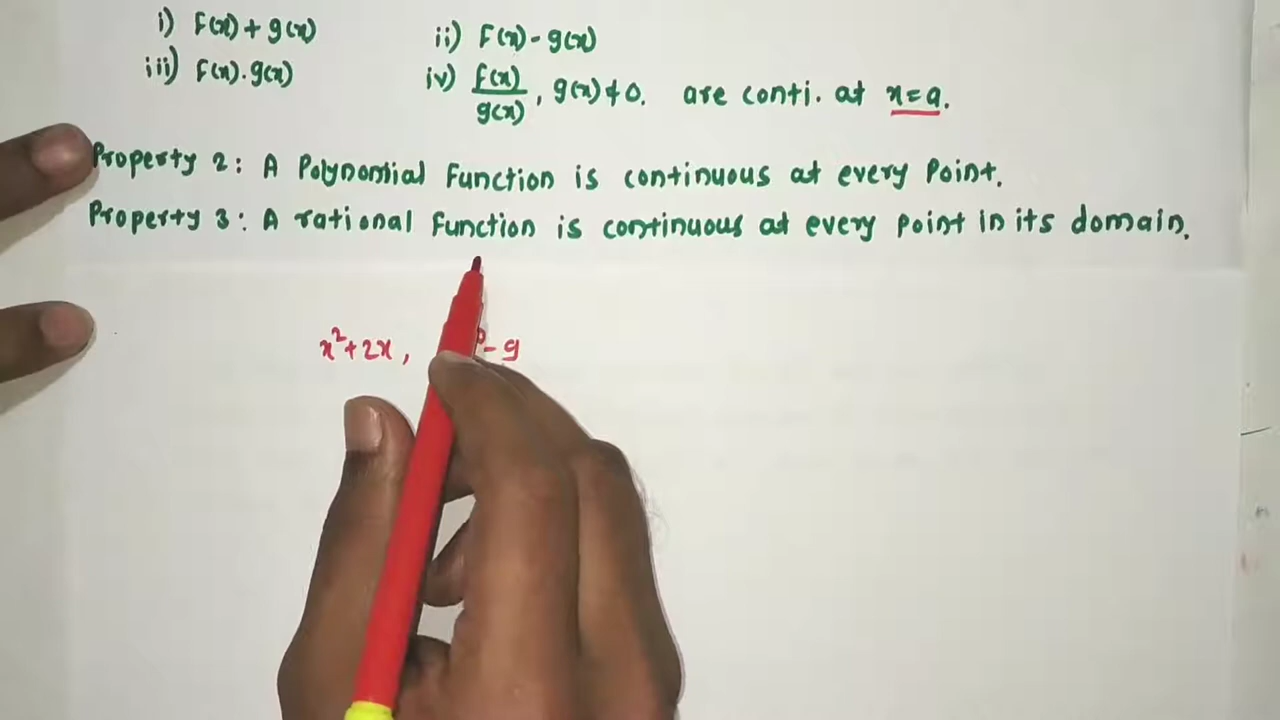 i) F(x) + g(x) ii) F(x) - g(x)
iii) F(x) . g(x) iv) F(x)/g(x) , g(x) ≠ 0. are conti. at x = a.
Property 2: A Polynomial Function is continuous at every Point.
Property 3: A rational Function is continuous at every point in its domain.
x² + 2x , - 9